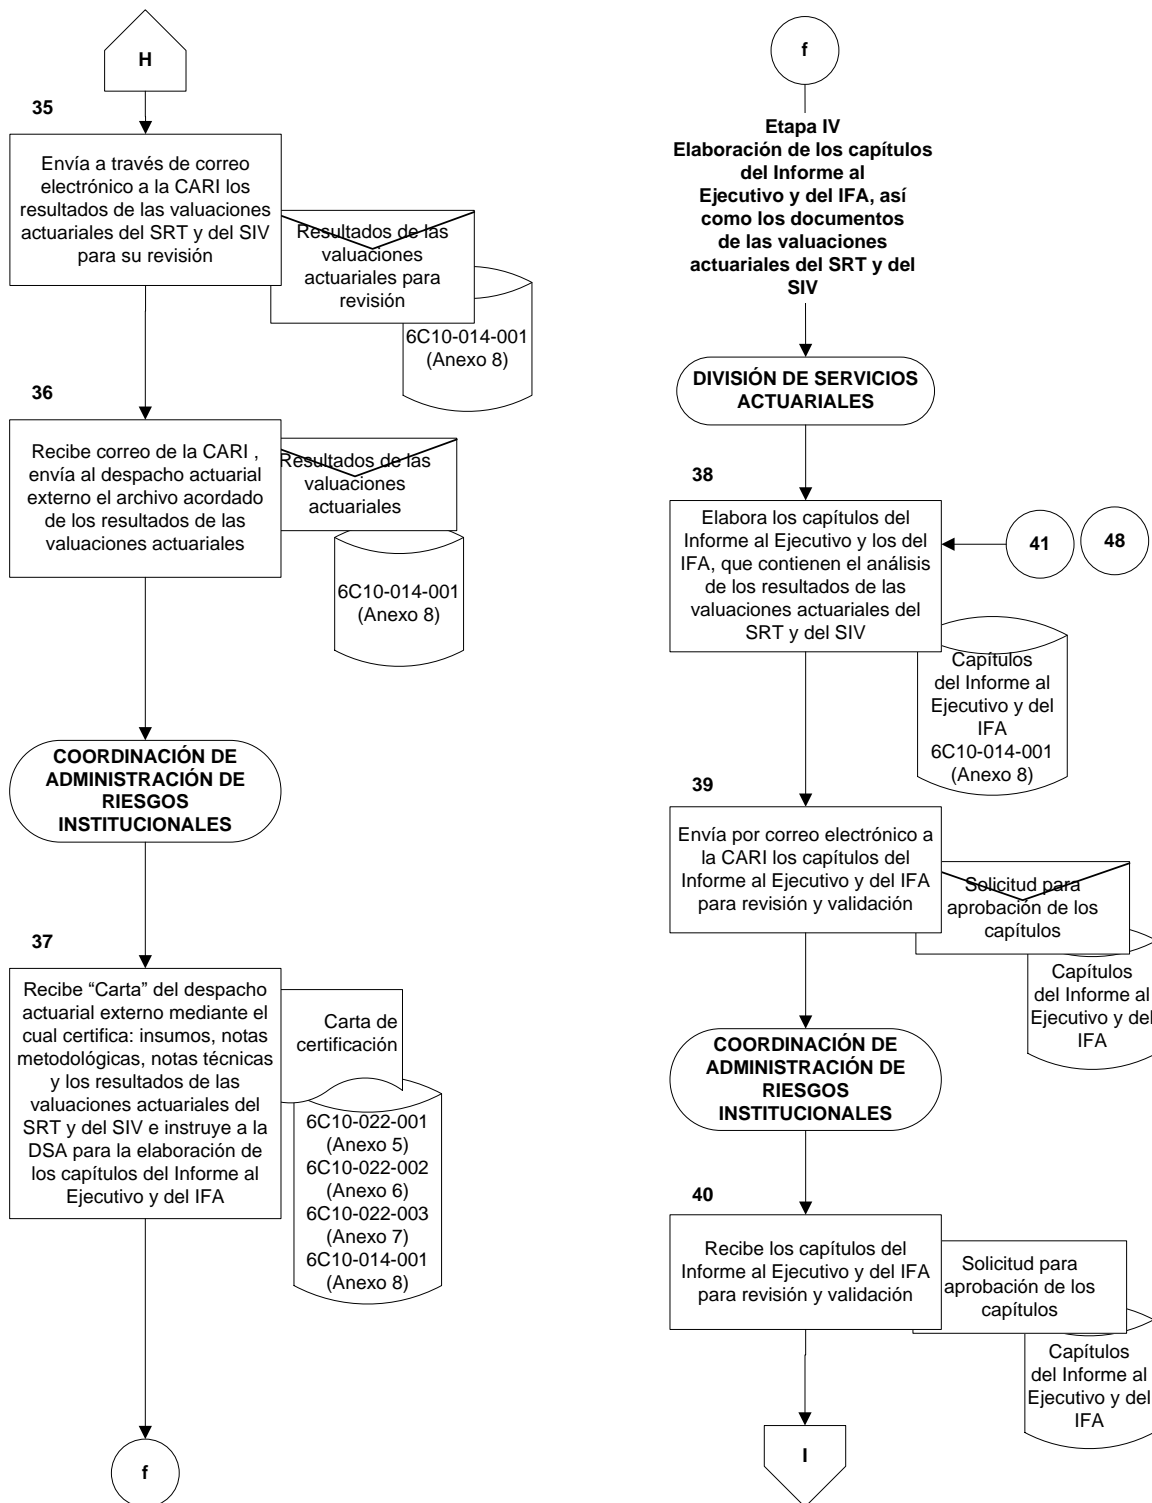 H
35
Envía a través de correo
electrónico a la CARI los
resultados de las valuaciones
actuariales del SRT y del SIV
para su revisión
Resultados de las
valuaciones
actuariales para
revisión
6C10-014-001
(Anexo 8)
36
Recibe correo de la CARI ,
envía al despacho actuarial
externo el archivo acordado
de los resultados de las
valuaciones actuariales
Resultados de las
valuaciones
actuariales
6C10-014-001
(Anexo 8)
COORDINACIÓN DE
ADMINISTRACIÓN DE
RIESGOS
INSTITUCIONALES
37
Recibe “Carta” del despacho
actuarial externo mediante el
cual certifica: insumos, notas
metodológicas, notas técnicas
y los resultados de las
valuaciones actuariales del
SRT y del SIV e instruye a la
DSA para la elaboración de
los capítulos del Informe al
Ejecutivo y del IFA
Carta de
certificación
6C10-022-001
(Anexo 5)
6C10-022-002
(Anexo 6)
6C10-022-003
(Anexo 7)
6C10-014-001
(Anexo 8)
f
f
Etapa IV
Elaboración de los capítulos
del Informe al
Ejecutivo y del IFA, así
como los documentos
de las valuaciones
actuariales del SRT y del
SIV
DIVISIÓN DE SERVICIOS
ACTUARIALES
38
Elabora los capítulos del
Informe al Ejecutivo y los del
IFA, que contienen el análisis
de los resultados de las
valuaciones actuariales del
SRT y del SIV
41
48
Capítulos
del Informe al
Ejecutivo y del
IFA
6C10-014-001
(Anexo 8)
39
Envía por correo electrónico a
la CARI los capítulos del
Informe al Ejecutivo y del IFA
para revisión y validación
Solicitud para
aprobación de los
capítulos
Capítulos
del Informe al
Ejecutivo y del
IFA
COORDINACIÓN DE
ADMINISTRACIÓN DE
RIESGOS
INSTITUCIONALES
40
Recibe los capítulos del
Informe al Ejecutivo y del IFA
para revisión y validación
Solicitud para
aprobación de los
capítulos
Capítulos
del Informe al
Ejecutivo y del
IFA
I